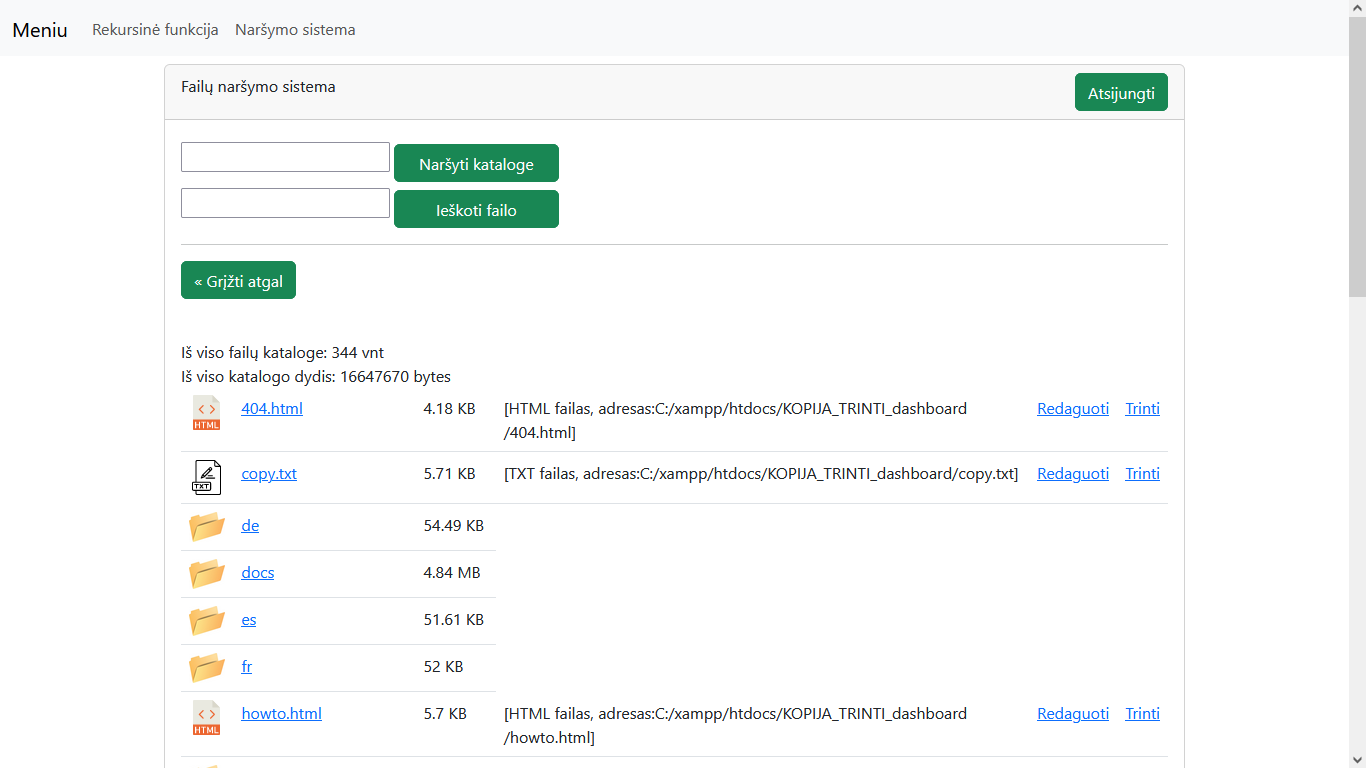 Meniu Rekursinė funkcija Naršymo sistema
Failų naršymo sistema Atsijungti
Naršyti kataloge
Ieškoti failo
« Grįžti atgal
Iš viso failų kataloge: 344 vnt
Iš viso katalogo dydis: 16647670 bytes
HTML 404.html 4.18 KB [HTML failas, adresas:C:/xampp/htdocs/KOPIJA_TRINTI_dashboard Redaguoti Trinti
/404.html]
TXT copy.txt 5.71 KB [TXT failas, adresas:C:/xampp/htdocs/KOPIJA_TRINTI_dashboard/copy.txt] Redaguoti Trinti
de 54.49 KB
docs 4.84 MB
es 51.61 KB
fr 52 KB
HTML howto.html 5.7 KB [HTML failas, adresas:C:/xampp/htdocs/KOPIJA_TRINTI_dashboard Redaguoti Trinti
/howto.html]